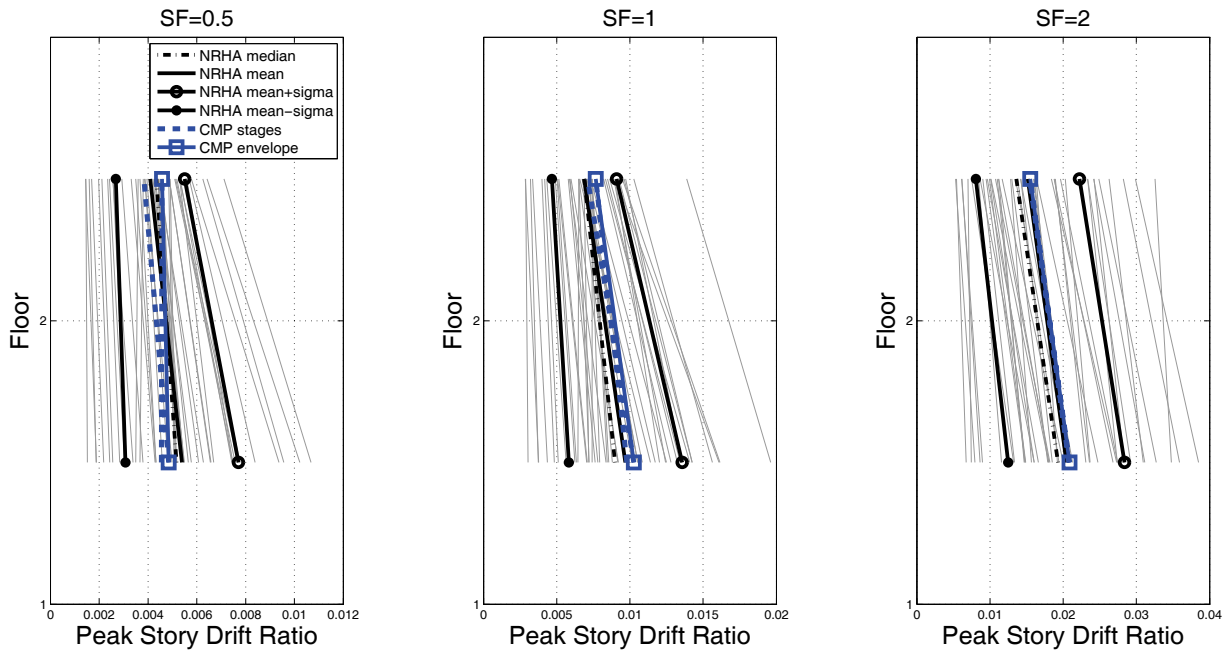 SF=0.5
NRHA median
NRHA mean
NRHA mean+sigma
NRHA mean−sigma
CMP stages
CMP envelope
Floor
2
1
0 0.002 0.004 0.006 0.008 0.01 0.012
Peak Story Drift Ratio
SF=1
Floor
2
1
0 0.005 0.01 0.015 0.02
Peak Story Drift Ratio
SF=2
Floor
2
1
0 0.01 0.02 0.03 0.04
Peak Story Drift Ratio